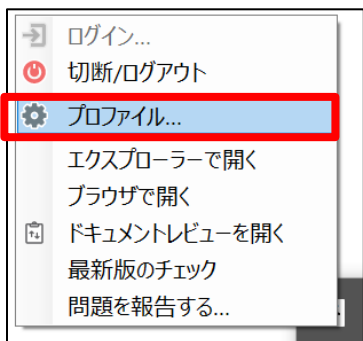 ログイン...
切断/ログアウト
プロファイル...
エクスプローラーで開く
ブラウザで開く
ドキュメントレビューを開く
最新版のチェック
問題を報告する...